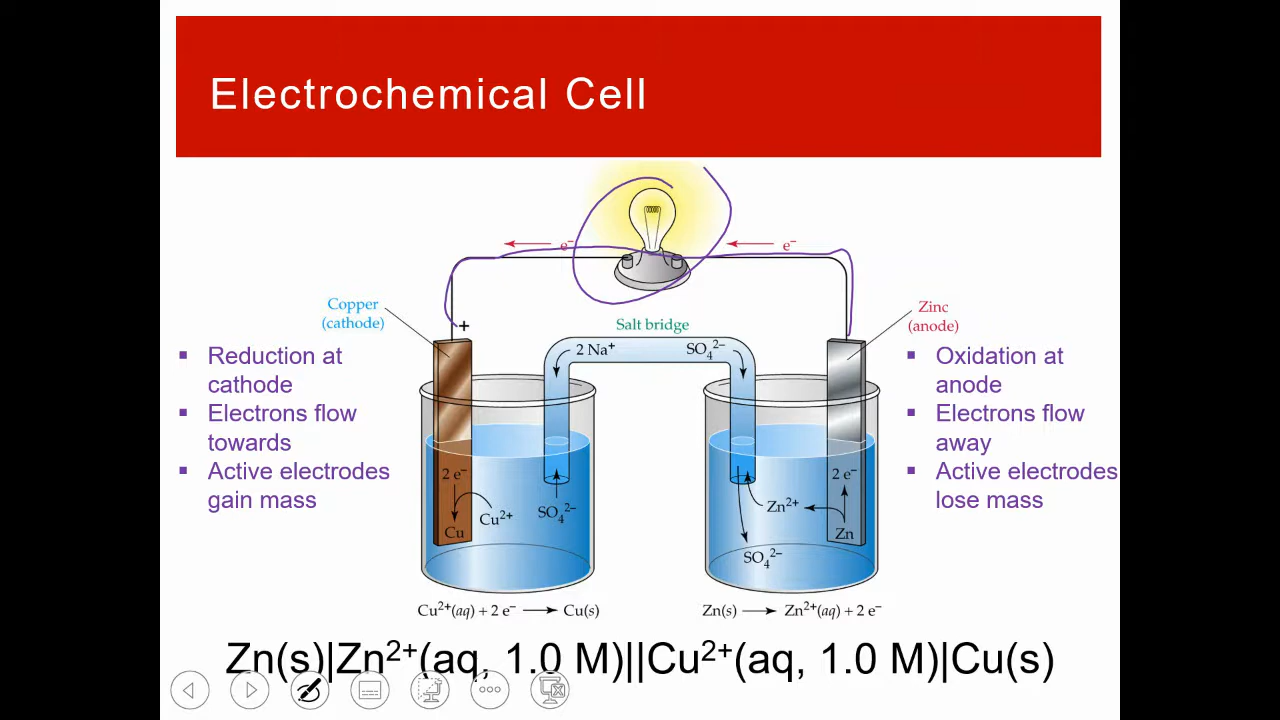 Electrochemical Cell
e⁻ e⁻
Copper
(cathode)
Zinc
(anode)
+
Salt bridge
2 Na⁺ SO₄²⁻
▪ Reduction at
cathode
▪ Electrons flow
towards
▪ Active electrodes
gain mass
▪ Oxidation at
anode
▪ Electrons flow
away
▪ Active electrodes
lose mass
2 e⁻
Cu²⁺
Cu
SO₄²⁻
2 e⁻
Zn²⁺
Zn
SO₄²⁻
Cu²⁺(aq) + 2 e⁻ → Cu(s)
Zn(s) → Zn²⁺(aq) + 2 e⁻
Zn(s)|Zn²⁺(aq, 1.0 M)||Cu²⁺(aq, 1.0 M)|Cu(s)